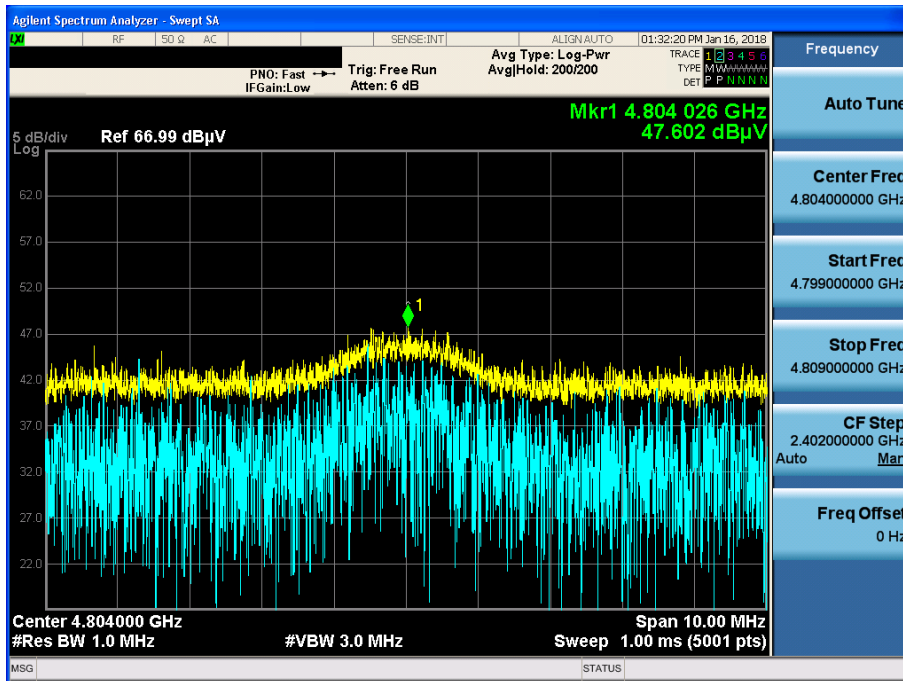 Agilent Spectrum Analyzer - Swept SA
LXI RF 50 Ω AC SENSE:INT ALIGN AUTO 01:32:20 PM Jan 16, 2018
PNO: Fast
IFGain:Low
Trig: Free Run
Atten: 6 dB
Avg Type: Log-Pwr
Avg|Hold: 200/200
TRACE 1 2 3 4 5 6
TYPE M W W W W W
DET P P N N N N
Mkr1 4.804 026 GHz
47.602 dBµV
5 dB/div
Log
Ref 66.99 dBµV
62.0
57.0
52.0
47.0
42.0
37.0
32.0
27.0
22.0
1
Center 4.804000 GHz
Span 10.00 MHz
#Res BW 1.0 MHz
#VBW 3.0 MHz
Sweep 1.00 ms (5001 pts)
MSG
STATUS
Frequency
Auto Tune
Center Freq
4.804000000 GHz
Start Freq
4.799000000 GHz
Stop Freq
4.809000000 GHz
CF Step
2.402000000 GHz
Auto Man
Freq Offset
0 Hz